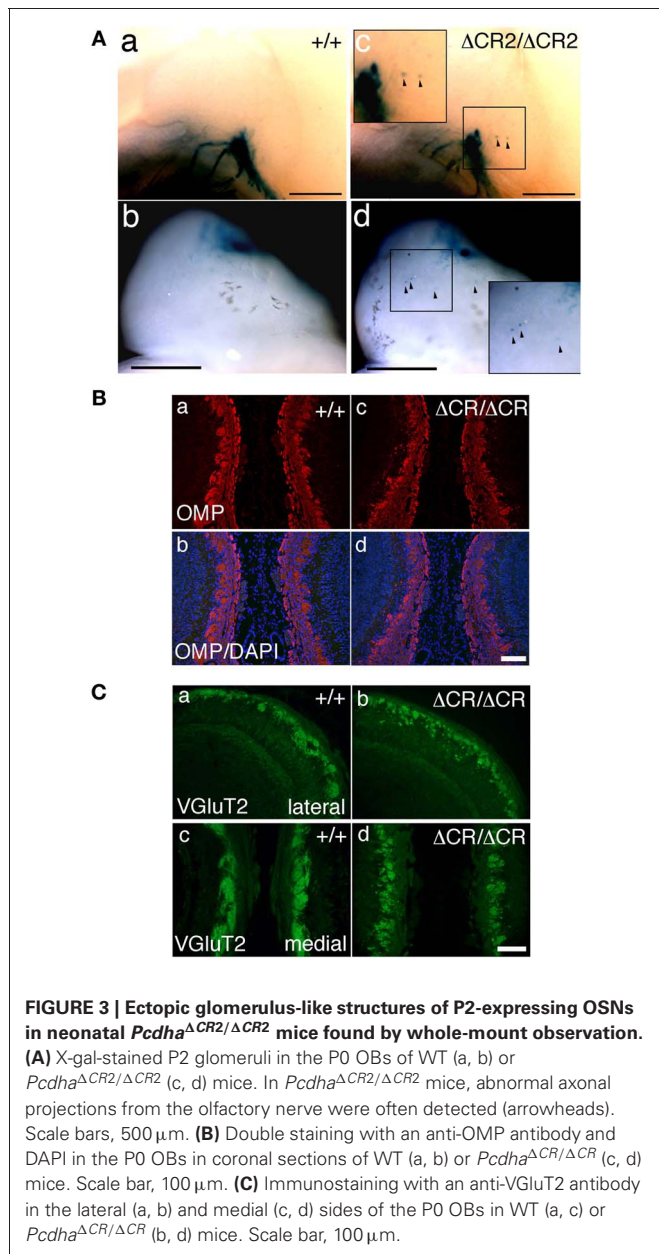 A
a
+/+
c
ΔCR2/ΔCR2
b
d
B
a
+/+
c
ΔCR/ΔCR
OMP
b
d
OMP/DAPI
C
a
+/+
b
ΔCR/ΔCR
VGluT2 lateral
c
+/+
d
ΔCR/ΔCR
VGluT2 medial
FIGURE 3 | Ectopic glomerulus-like structures of P2-expressing OSNs
in neonatal PcdhaΔCR2/ΔCR2 mice found by whole-mount observation.
(A) X-gal-stained P2 glomeruli in the P0 OBs of WT (a, b) or
PcdhaΔCR2/ΔCR2 (c, d) mice. In PcdhaΔCR2/ΔCR2 mice, abnormal axonal
projections from the olfactory nerve were often detected (arrowheads).
Scale bars, 500 μm. (B) Double staining with an anti-OMP antibody and
DAPI in the P0 OBs in coronal sections of WT (a, b) or PcdhaΔCR/ΔCR (c, d)
mice. Scale bar, 100 μm. (C) Immunostaining with an anti-VGluT2 antibody
in the lateral (a, b) and medial (c, d) sides of the P0 OBs in WT (a, c) or
PcdhaΔCR/ΔCR (b, d) mice. Scale bar, 100 μm.